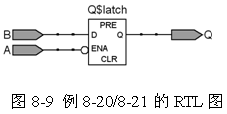 Q$latch
PRE
B D Q Q
A ENA
CLR
图 8-9 例 8-20/8-21 的 RTL 图